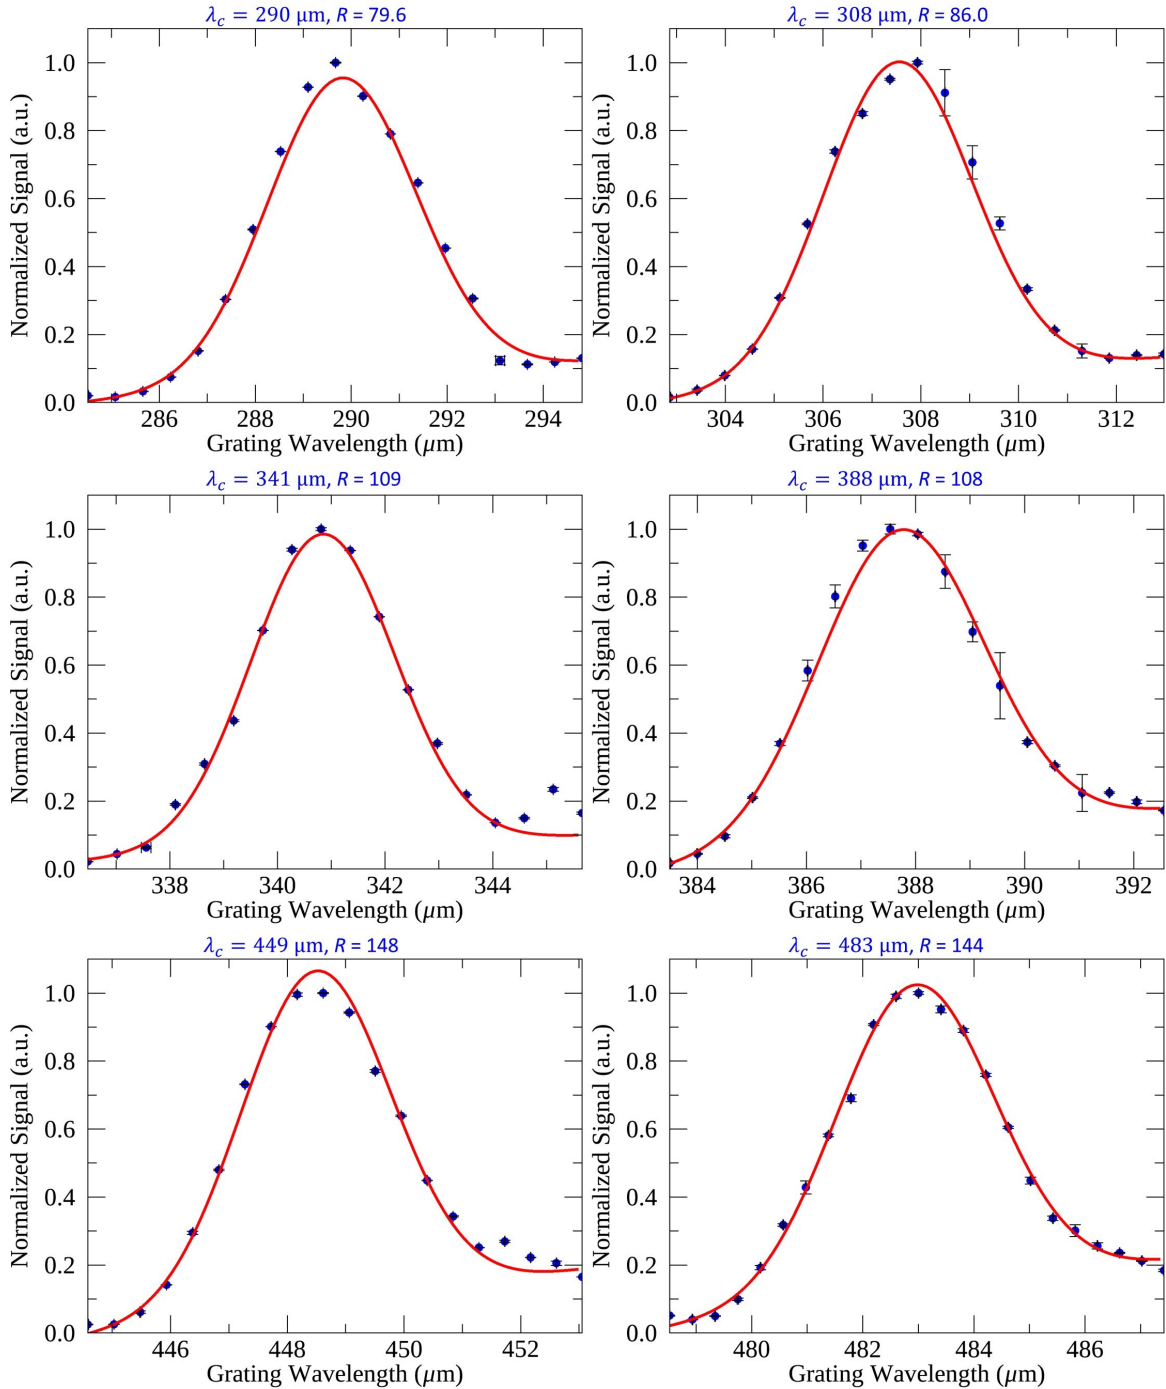 λc = 290 μm, R = 79.6
Normalized Signal (a.u.)
1.0
0.8
0.6
0.4
0.2
0.0
286 288 290 292 294
Grating Wavelength (μm)
λc = 308 μm, R = 86.0
Normalized Signal (a.u.)
1.0
0.8
0.6
0.4
0.2
0.0
304 306 308 310 312
Grating Wavelength (μm)
λc = 341 μm, R = 109
Normalized Signal (a.u.)
1.0
0.8
0.6
0.4
0.2
0.0
338 340 342 344
Grating Wavelength (μm)
λc = 388 μm, R = 108
Normalized Signal (a.u.)
1.0
0.8
0.6
0.4
0.2
0.0
384 386 388 390 392
Grating Wavelength (μm)
λc = 449 μm, R = 148
Normalized Signal (a.u.)
1.0
0.8
0.6
0.4
0.2
0.0
446 448 450 452
Grating Wavelength (μm)
λc = 483 μm, R = 144
Normalized Signal (a.u.)
1.0
0.8
0.6
0.4
0.2
0.0
480 482 484 486
Grating Wavelength (μm)